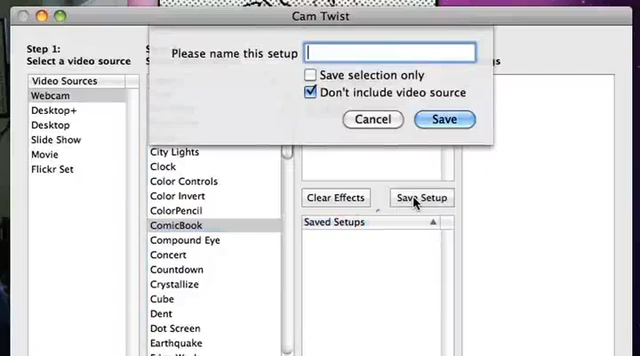 Cam Twist
Please name this setup
Save selection only
Don't include video source
Cancel
Save
Step 1:
Select a video source
Video Sources
Webcam
Desktop+
Desktop
Slide Show
Movie
Flickr Set
City Lights
Clock
Color Controls
Color Invert
ColorPencil
ComicBook
Compound Eye
Concert
Countdown
Crystallize
Cube
Dent
Dot Screen
Earthquake
Clear Effects
Save Setup
Saved Setups